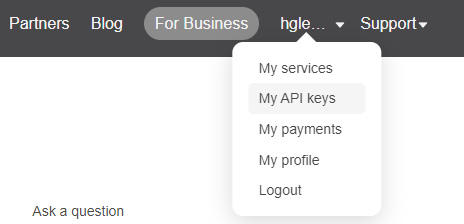 Partners Blog For Business hgle... Support
My services
My API keys
My payments
My profile
Logout
Ask a question